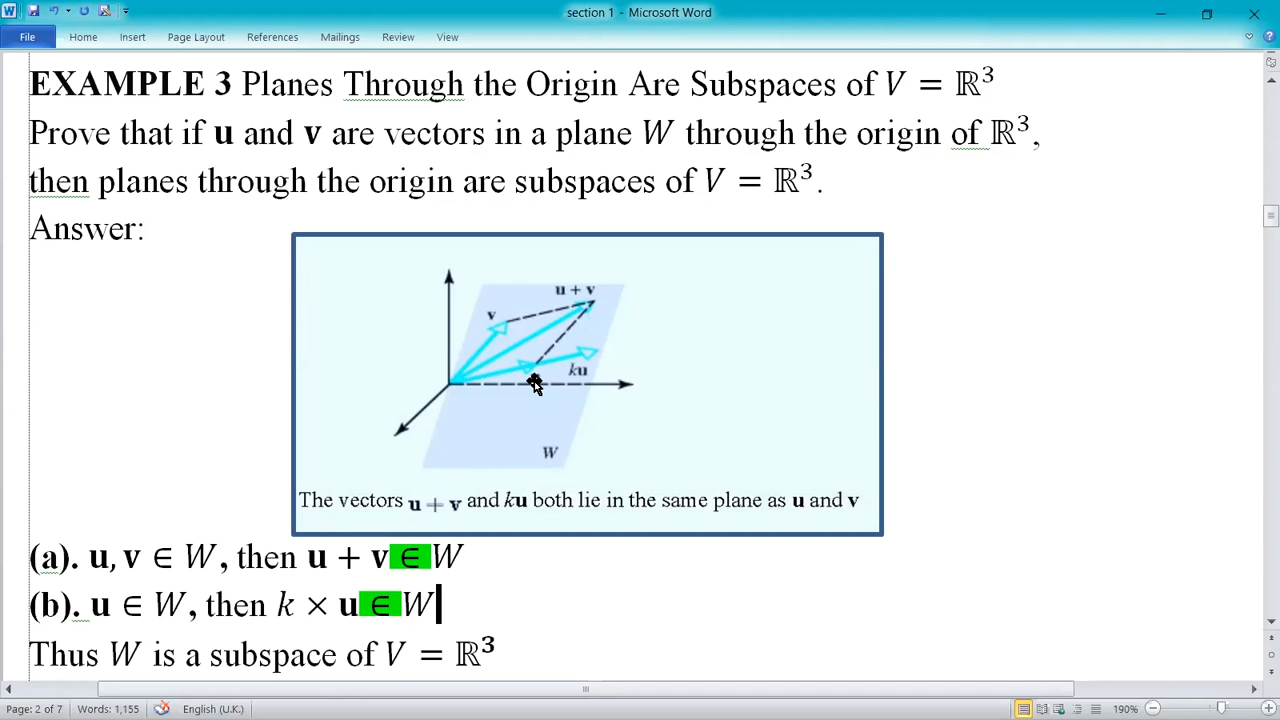 section 1 - Microsoft Word
File Home Insert Page Layout References Mailings Review View
EXAMPLE 3 Planes Through the Origin Are Subspaces of V = ℝ³
Prove that if u and v are vectors in a plane W through the origin of ℝ³,
then planes through the origin are subspaces of V = ℝ³.
Answer:
u + v
v
ku
W
The vectors u + v and ku both lie in the same plane as u and v
(a). u, v ∈ W, then u + v ∈ W
(b). u ∈ W, then k × u ∈ W
Thus W is a subspace of V = ℝ³
Page: 2 of 7 Words: 1,155 English (U.K.) 190%